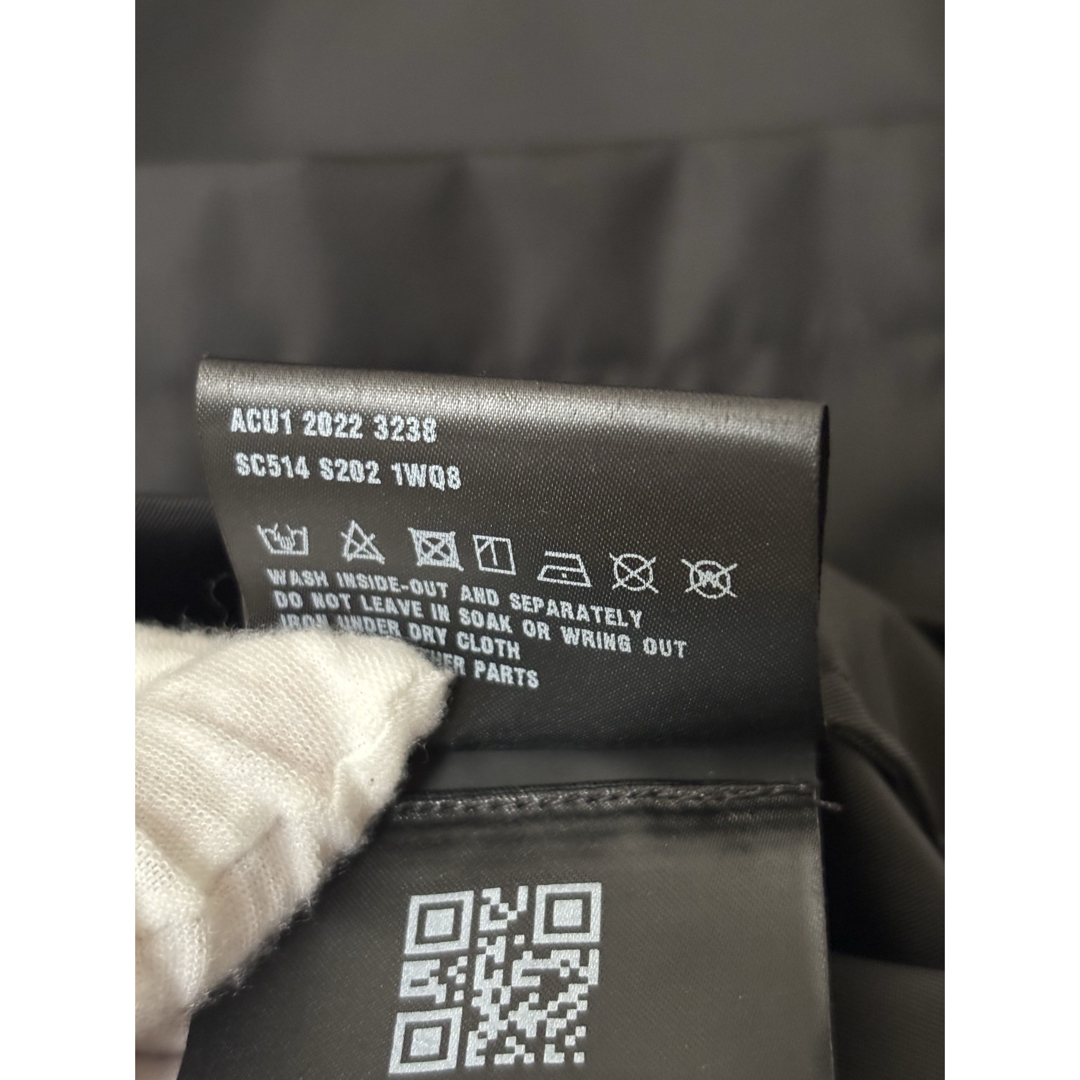 ACU1 2022 3238
SC514 S202 1WQ8
WASH INSIDE-OUT AND SEPARATELY
DO NOT LEAVE IN SOAK OR WRING OUT
IRON UNDER DRY CLOTH
PARTS